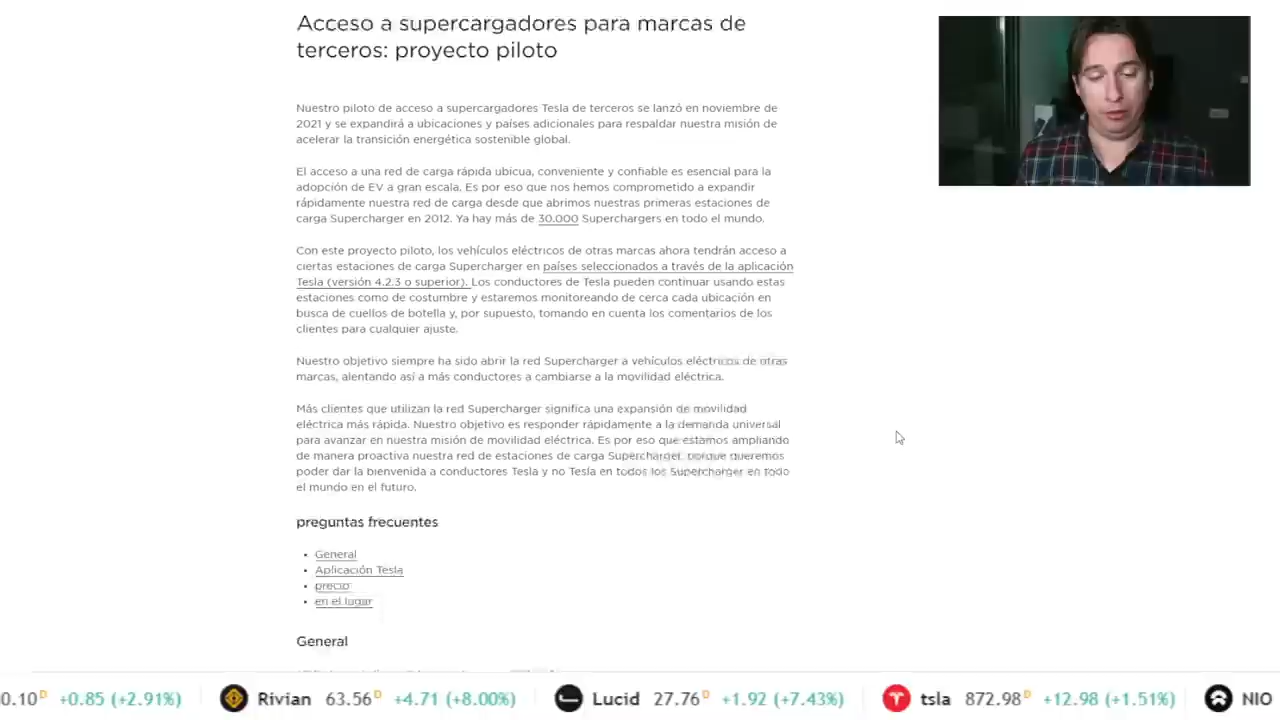 Acceso a supercargadores para marcas de
terceros: proyecto piloto
Nuestro piloto de acceso a supercargadores Tesla de terceros se lanzó en noviembre de
2021 y se expandirá a ubicaciones y países adicionales para respaldar nuestra misión de
acelerar la transición energética sostenible global.
El acceso a una red de carga rápida ubicua, conveniente y confiable es esencial para la
adopción de EV a gran escala. Es por eso que nos hemos comprometido a expandir
rápidamente nuestra red de carga desde que abrimos nuestras primeras estaciones de
carga Supercharger en 2012. Ya hay más de 30.000 Superchargers en todo el mundo.
Con este proyecto piloto, los vehículos eléctricos de otras marcas ahora tendrán acceso a
ciertas estaciones de carga Supercharger en países seleccionados a través de la aplicación
Tesla (versión 4.2.3 o superior). Los conductores de Tesla pueden continuar usando estas
estaciones como de costumbre y estaremos monitoreando de cerca cada ubicación en
busca de cuellos de botella y, por supuesto, tomando en cuenta los comentarios de los
clientes para cualquier ajuste.
Nuestro objetivo siempre ha sido abrir la red Supercharger a vehículos eléctricos de otras
marcas, alentando así a más conductores a cambiarse a la movilidad eléctrica.
Más clientes que utilizan la red Supercharger significa una expansión de movilidad
eléctrica más rápida. Nuestro objetivo es responder rápidamente a la demanda universal
para avanzar en nuestra misión de movilidad eléctrica. Es por eso que estamos ampliando
de manera proactiva nuestra red de estaciones de carga Supercharger porque queremos
poder dar la bienvenida a conductores Tesla y no Tesla en todos los Supercharger en todo
el mundo en el futuro.
preguntas frecuentes
• General
• Aplicación Tesla
• precio
• en el lugar
General
0.10 D +0.85 (+2.91%) Rivian 63.56 D +4.71 (+8.00%) Lucid 27.76 D +1.92 (+7.43%) tsla 872.98 D +12.98 (+1.51%) NIO